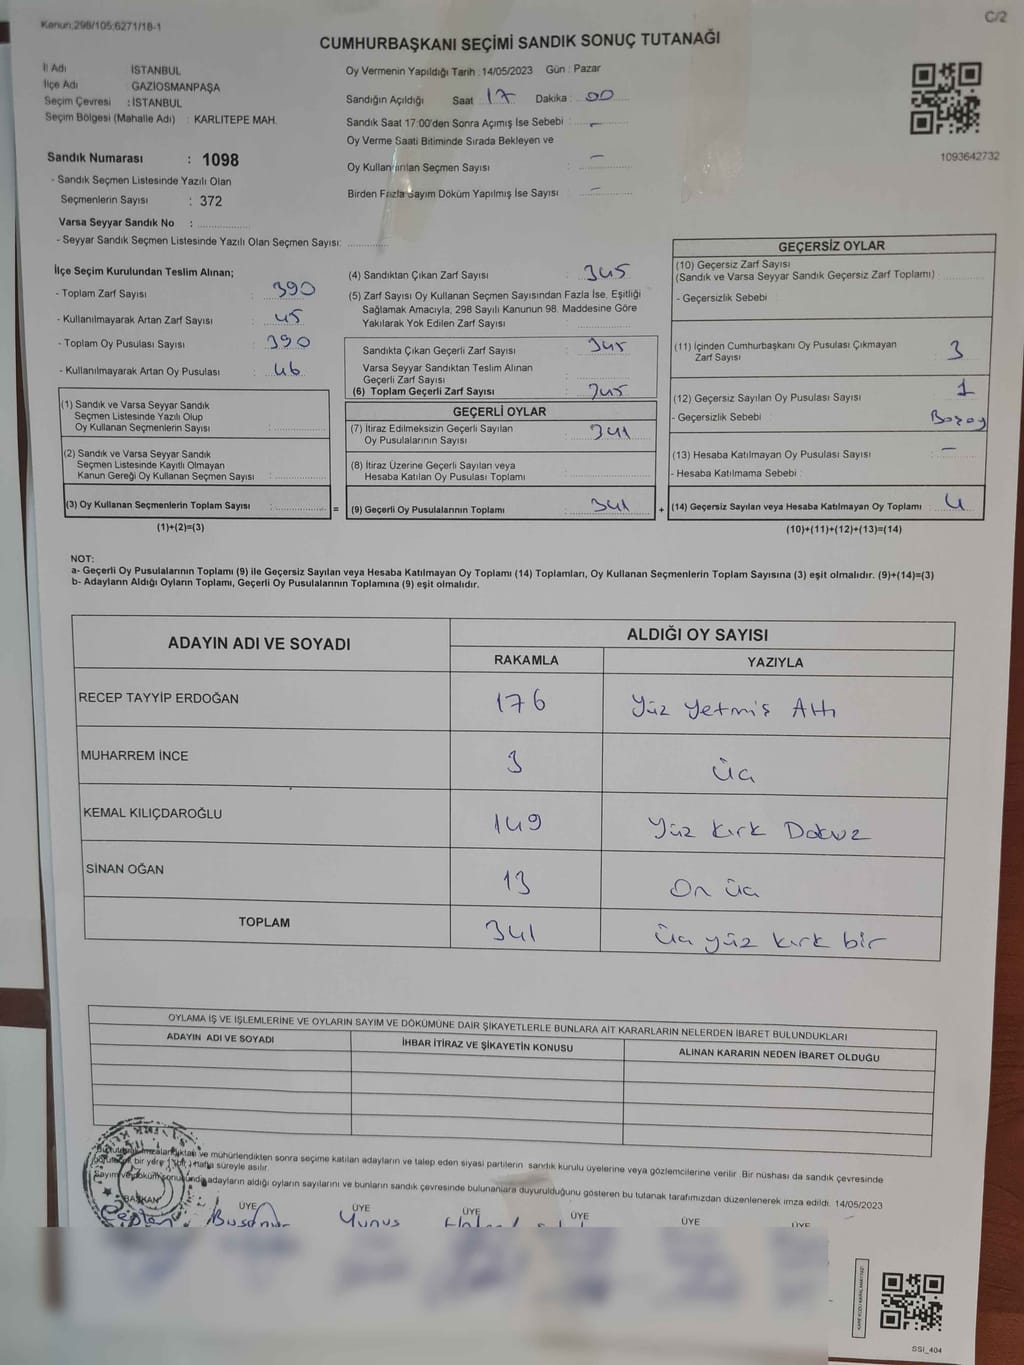 Kanun:298/105;6271/18-1
C/2
CUMHURBAŞKANI SEÇİMİ SANDIK SONUÇ TUTANAĞI
İl Adı : İSTANBUL
İlçe Adı : GAZİOSMANPAŞA
Seçim Çevresi : İSTANBUL
Seçim Bölgesi (Mahalle Adı) : KARLITEPE MAH.
Sandık Numarası : 1098
- Sandık Seçmen Listesinde Yazılı Olan
Seçmenlerin Sayısı : 372
Varsa Seyyar Sandık No :
- Seyyar Sandık Seçmen Listesinde Yazılı Olan Seçmen Sayısı:
Oy Vermenin Yapıldığı Tarih : 14/05/2023 Gün : Pazar
Sandığın Açıldığı Saat : 17 Dakika : 00
Sandık Saat 17:00'den Sonra Açımış İse Sebebi : -
Oy Verme Saati Bitiminde Sırada Bekleyen ve
Oy Kullandırılan Seçmen Sayısı : -
Birden Fazla Sayım Döküm Yapılmış İse Sayısı : -
1093642732
İlçe Seçim Kurulundan Teslim Alınan;
- Toplam Zarf Sayısı : 390
- Kullanılmayarak Artan Zarf Sayısı : 45
- Toplam Oy Pusulası Sayısı : 390
- Kullanılmayarak Artan Oy Pusulası : 46
(1) Sandık ve Varsa Seyyar Sandık
Seçmen Listesinde Yazılı Olup
Oy Kullanan Seçmenlerin Sayısı :
(2) Sandık ve Varsa Seyyar Sandık
Seçmen Listesinde Kayıtlı Olmayan
Kanun Gereği Oy Kullanan Seçmen Sayısı :
(3) Oy Kullanan Seçmenlerin Toplam Sayısı :
(1)+(2)=(3)
(4) Sandıktan Çıkan Zarf Sayısı : 345
(5) Zarf Sayısı Oy Kullanan Seçmen Sayısından Fazla İse, Eşitliği
Sağlamak Amacıyla, 298 Sayılı Kanunun 98. Maddesine Göre
Yakılarak Yok Edilen Zarf Sayısı :
Sandıkta Çıkan Geçerli Zarf Sayısı : 345
Varsa Seyyar Sandıktan Teslim Alınan
Geçerli Zarf Sayısı :
(6) Toplam Geçerli Zarf Sayısı : 345
GEÇERLİ OYLAR
(7) İtiraz Edilmeksizin Geçerli Sayılan
Oy Pusulalarının Sayısı : 341
(8) İtiraz Üzerine Geçerli Sayılan veya
Hesaba Katılan Oy Pusulası Toplamı :
= (9) Geçerli Oy Pusulalarının Toplamı : 341
GEÇERSİZ OYLAR
(10) Geçersiz Zarf Sayısı
(Sandık ve Varsa Seyyar Sandık Geçersiz Zarf Toplamı) :
- Geçersizlik Sebebi :
(11) İçinden Cumhurbaşkanı Oy Pusulası Çıkmayan
Zarf Sayısı : 3
(12) Geçersiz Sayılan Oy Pusulası Sayısı : 1
- Geçersizlik Sebebi :
(13) Hesaba Katılmayan Oy Pusulası Sayısı : -
- Hesaba Katılmama Sebebi :
+ (14) Geçersiz Sayılan veya Hesaba Katılmayan Oy Toplamı : 4
(10)+(11)+(12)+(13)=(14)
NOT:
a- Geçerli Oy Pusulalarının Toplamı (9) ile Geçersiz Sayılan veya Hesaba Katılmayan Oy Toplamı (14) Toplamları, Oy Kullanan Seçmenlerin Toplam Sayısına (3) eşit olmalıdır. (9)+(14)=(3)
b- Adayların Aldığı Oyların Toplamı, Geçerli Oy Pusulalarının Toplamına (9) eşit olmalıdır.
ADAYIN ADI VE SOYADI
ALDIĞI OY SAYISI
RAKAMLA YAZIYLA
RECEP TAYYİP ERDOĞAN 176 Yüz Yetmiş Altı
MUHARREM İNCE 3 Üç
KEMAL KILIÇDAROĞLU 149 Yüz Kırk Dokuz
SİNAN OĞAN 13 On Üç
TOPLAM 341 Üç yüz kırk bir
OYLAMA İŞ VE İŞLEMLERİNE VE OYLARIN SAYIM VE DÖKÜMÜNE DAİR ŞİKAYETLERLE BUNLARA AİT KARARLARIN NELERDEN İBARET BULUNDUKLARI
ADAYIN ADI VE SOYADI İHBAR İTİRAZ VE ŞİKAYETİN KONUSU ALINAN KARARIN NEDEN İBARET OLDUĞU
ve mühürlendikten sonra seçime katılan adayların ve talep eden siyasi partilerin sandık kurulu üyelerine veya gözlemcilerine verilir. Bir nüshası da sandık çevresinde
bir yere hafta süreyle asılır.
Sayım ve döküm sonucunda adayların aldığı oyların sayılarını ve bunların sandık çevresinde bulunanlara duyurulduğunu gösteren bu tutanak tarafımızdan düzenlenerek imza edildi. 14/05/2023
BAŞKAN ÜYE ÜYE ÜYE ÜYE ÜYE ÜYE
Yunus
SSI_404